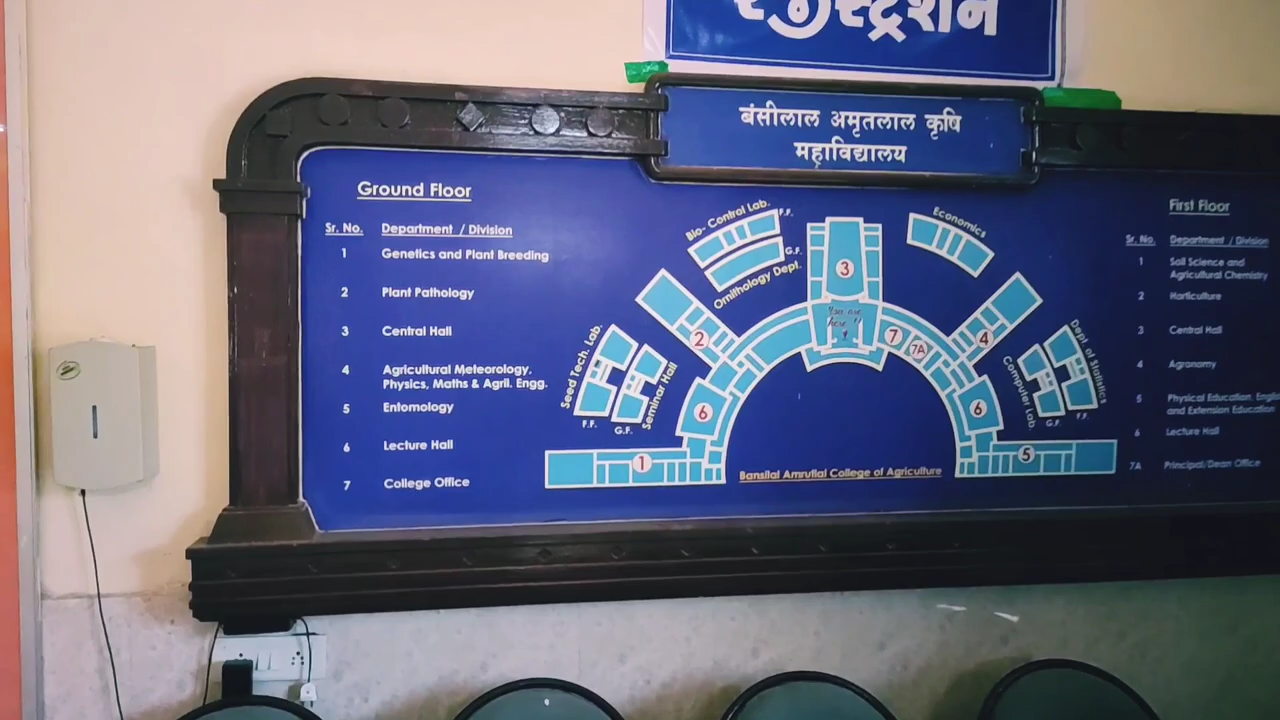 रजिस्ट्रेशन
बंसीलाल अमृतलाल कृषि
महाविद्यालय
Ground Floor
Sr. No. Department / Division
1 Genetics and Plant Breeding
2 Plant Pathology
3 Central Hall
4 Agricultural Meteorology,
Physics, Maths & Agril. Engg.
5 Entomology
6 Lecture Hall
7 College Office
Bio- Control Lab.
F.F.
G.F.
Ornithology Dept.
Economics
Seed Tech. Lab.
Seminar Hall
F.F.
G.F.
Computer Lab.
Dept. of Statistics
G.F.
F.F.
1
2
3
You are
here !!
4
5
6
6
7
7A
Bansilal Amrutlal College of Agriculture
First Floor
Sr. No. Department / Division
1 Soil Science and
Agricultural Chemistry
2 Horticulture
3 Central Hall
4 Agronomy
5 Physical Education, Engli
and Extension Education
6 Lecture Hall
7A Principal/Dean Office